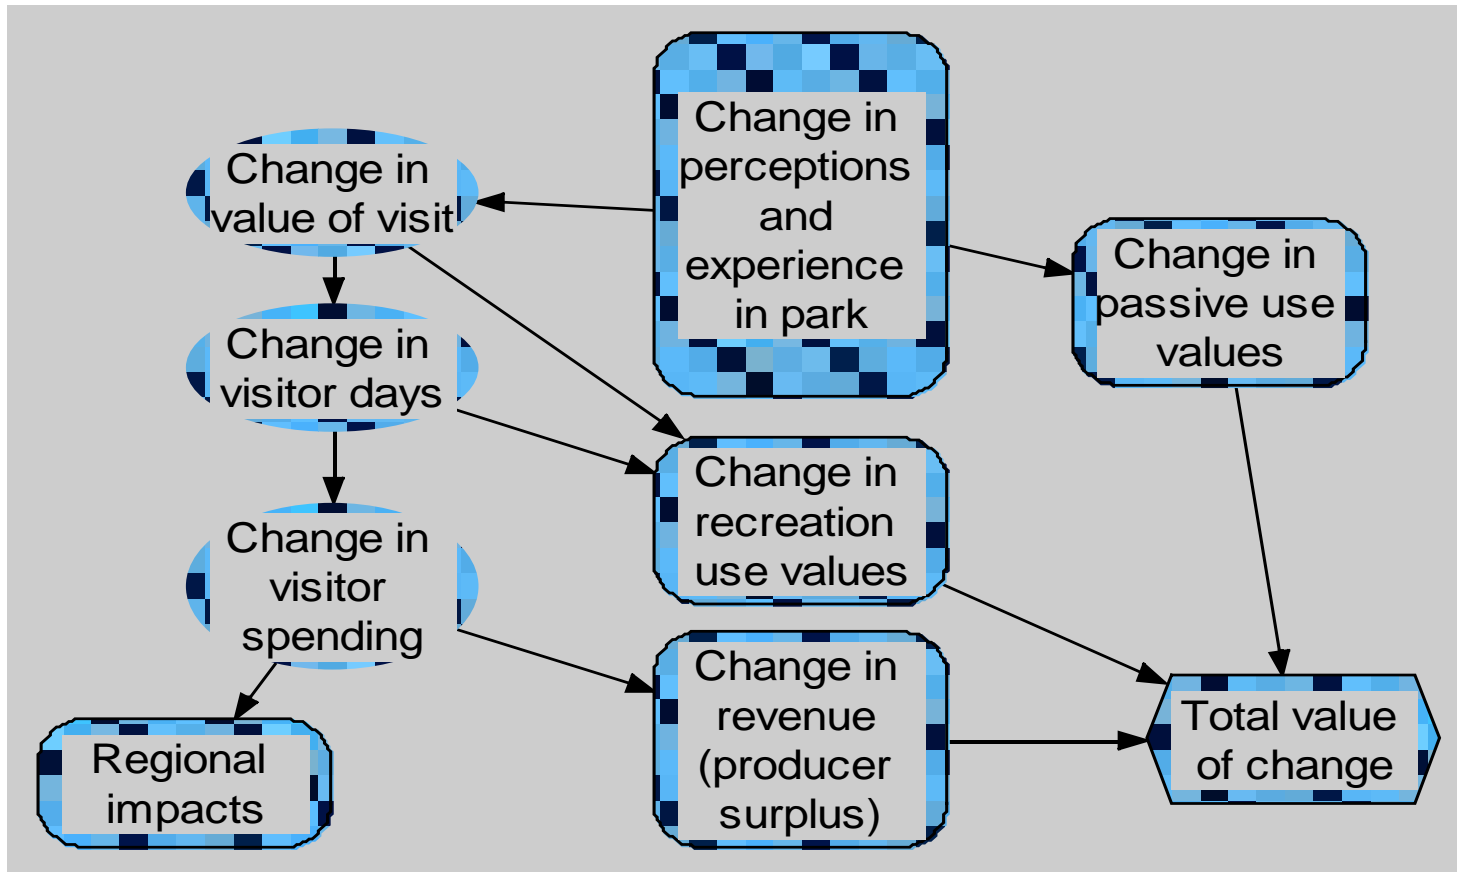 Change in
perceptions
and
experience
in park
Change in
value of visit
Change in
passive use
values
Change in
visitor days
Change in
recreation
use values
Change in
visitor
spending
Change in
revenue
(producer
surplus)
Total value
of change
Regional
impacts